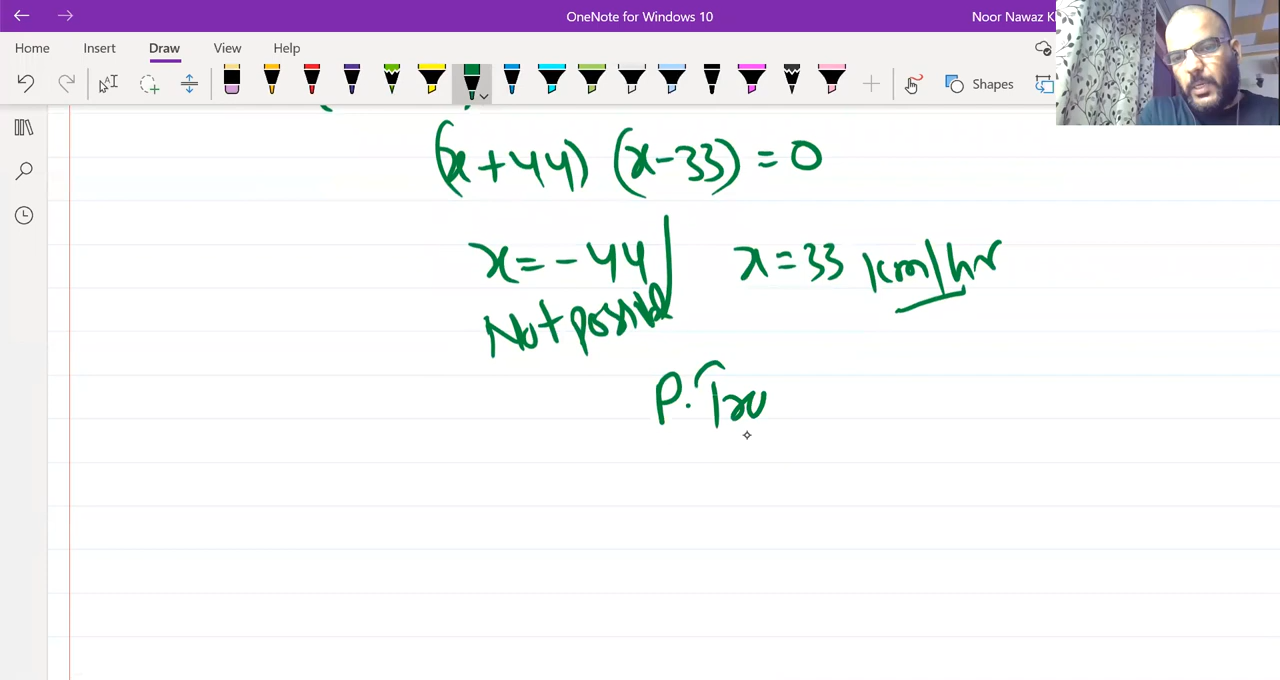 OneNote for Windows 10
Noor Nawaz K
Home Insert Draw View Help
Shapes
(x+44) (x-33) = 0
x = -44 x = 33 km/hr
Not possible
P. Tra